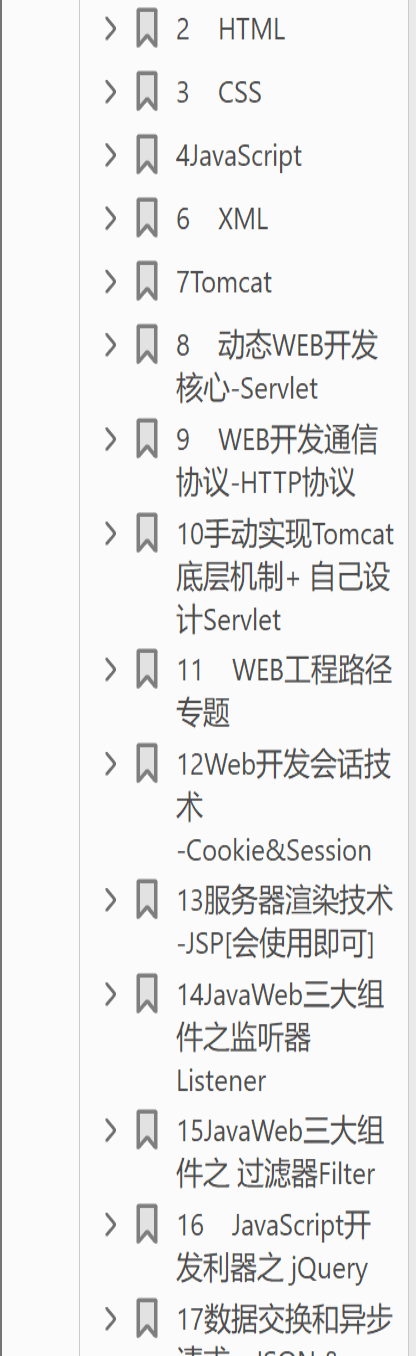 2 HTML
3 CSS
4JavaScript
6 XML
7Tomcat
8 动态WEB开发
核心-Servlet
9 WEB开发通信
协议-HTTP协议
10手动实现Tomcat
底层机制+ 自己设
计Servlet
11 WEB工程路径
专题
12Web开发会话技
术
-Cookie&Session
13服务器渲染技术
-JSP[会使用即可]
14JavaWeb三大组
件之监听器
Listener
15JavaWeb三大组
件之 过滤器Filter
16 JavaScript开
发利器之 jQuery
17数据交换和异步